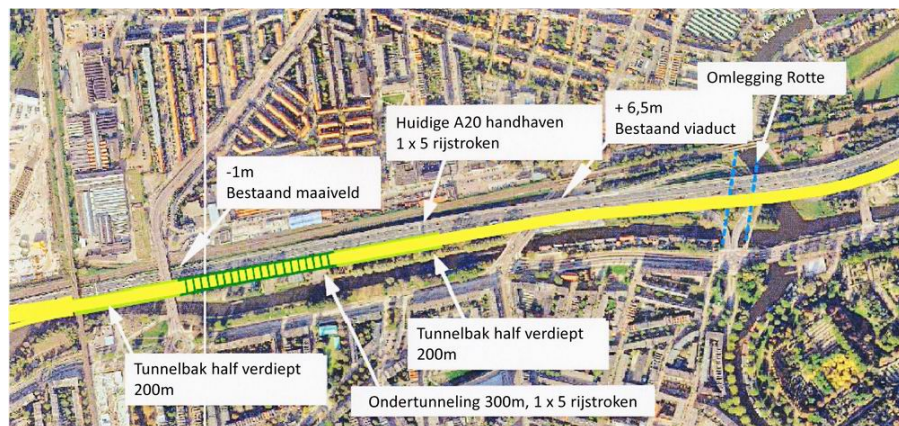 Omlegging Rotte
+ 6,5m
Bestaand viaduct
Huidige A20 handhaven
1 x 5 rijstroken
-1m
Bestaand maaiveld
Tunnelbak half verdiept
200m
Tunnelbak half verdiept
200m
Ondertunneling 300m, 1 x 5 rijstroken